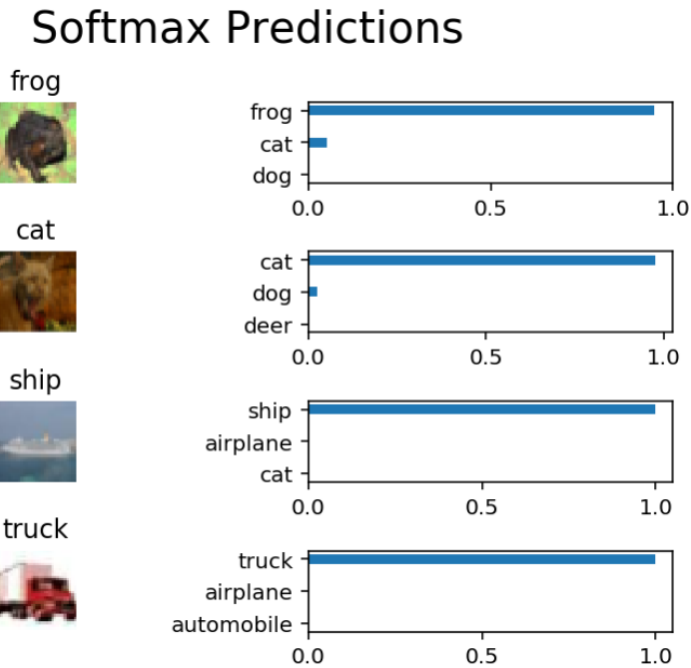 Softmax Predictions
frog
frog
cat
dog
0.0 0.5 1.0
cat
cat
dog
deer
0.0 0.5 1.0
ship
ship
airplane
cat
0.0 0.5 1.0
truck
truck
airplane
automobile
0.0 0.5 1.0